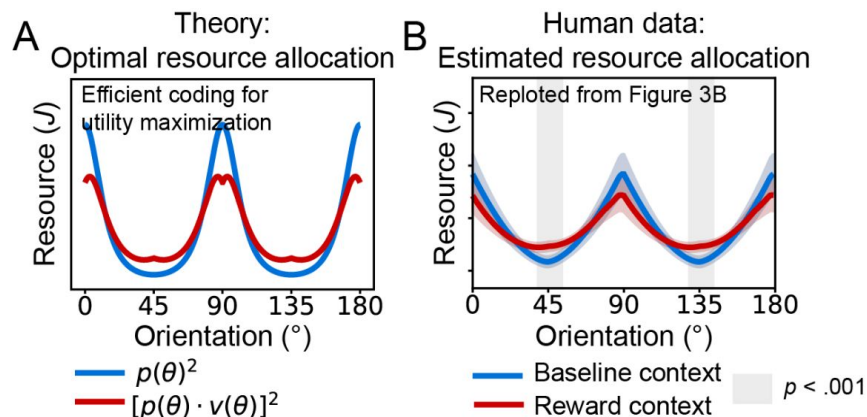 A
Theory:
Optimal resource allocation
Efficient coding for
utility maximization
Resource (J)
0 45 90 135 180
Orientation (°)
p(θ)²
[p(θ) · v(θ)]²
B
Human data:
Estimated resource allocation
Reploted from Figure 3B
Resource (J)
0 45 90 135 180
Orientation (°)
Baseline context
Reward context
p < .001